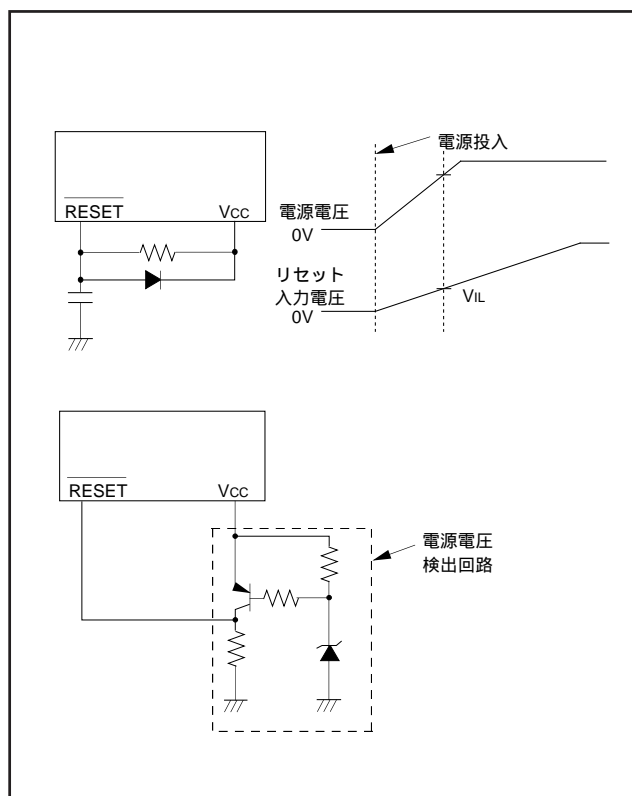 電源投入
RESET
VCC
電源電圧
0V
リセット
入力電圧
0V
VIL
RESET
VCC
電源電圧
検出回路